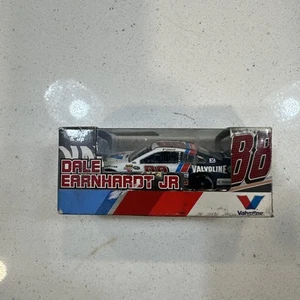 VALVOLINE
88
DALE
EARNHARDT JR
Valvoline